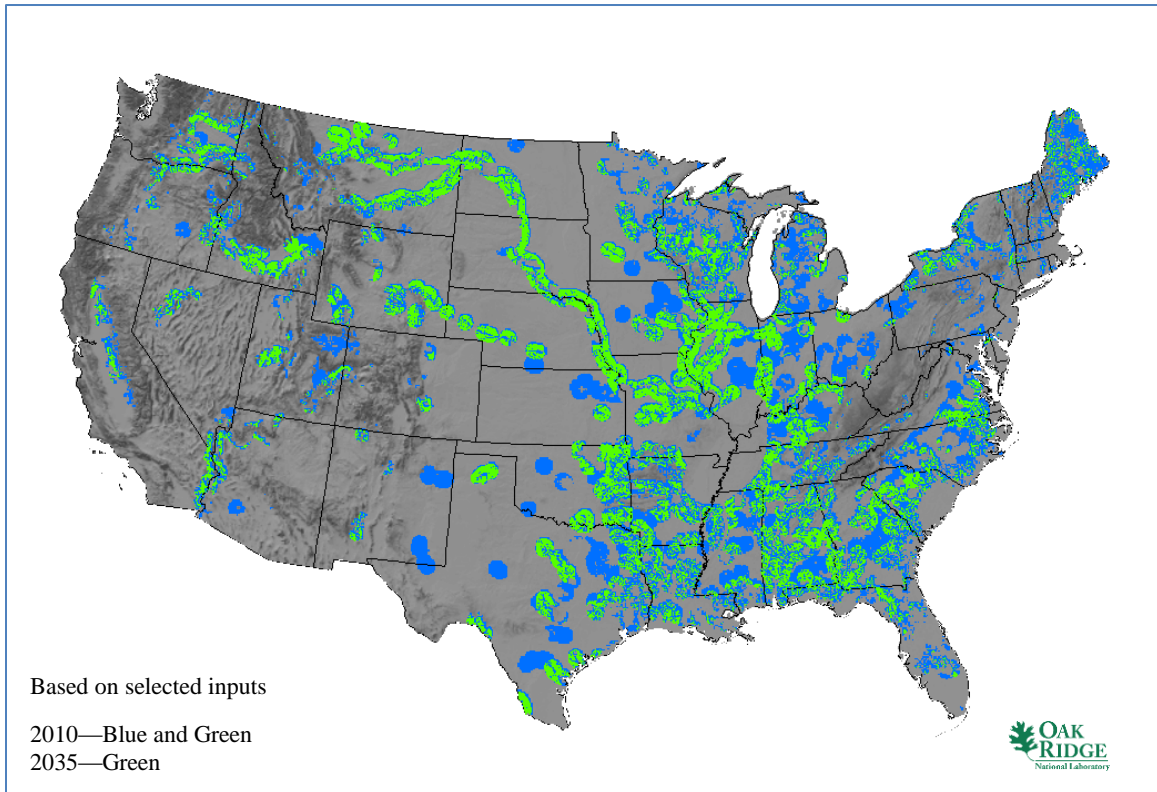 Based on selected inputs
2010—Blue and Green
2035—Green
OAK
RIDGE
National Laboratory